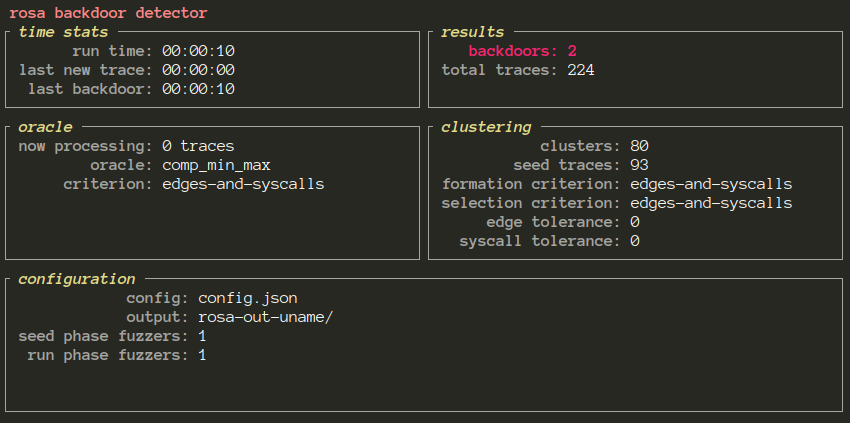 rosa backdoor detector
time stats
run time: 00:00:10
last new trace: 00:00:00
last backdoor: 00:00:10
results
backdoors: 2
total traces: 224
oracle
now processing: 0 traces
oracle: comp_min_max
criterion: edges-and-syscalls
clustering
clusters: 80
seed traces: 93
formation criterion: edges-and-syscalls
selection criterion: edges-and-syscalls
edge tolerance: 0
syscall tolerance: 0
configuration
config: config.json
output: rosa-out-uname/
seed phase fuzzers: 1
run phase fuzzers: 1